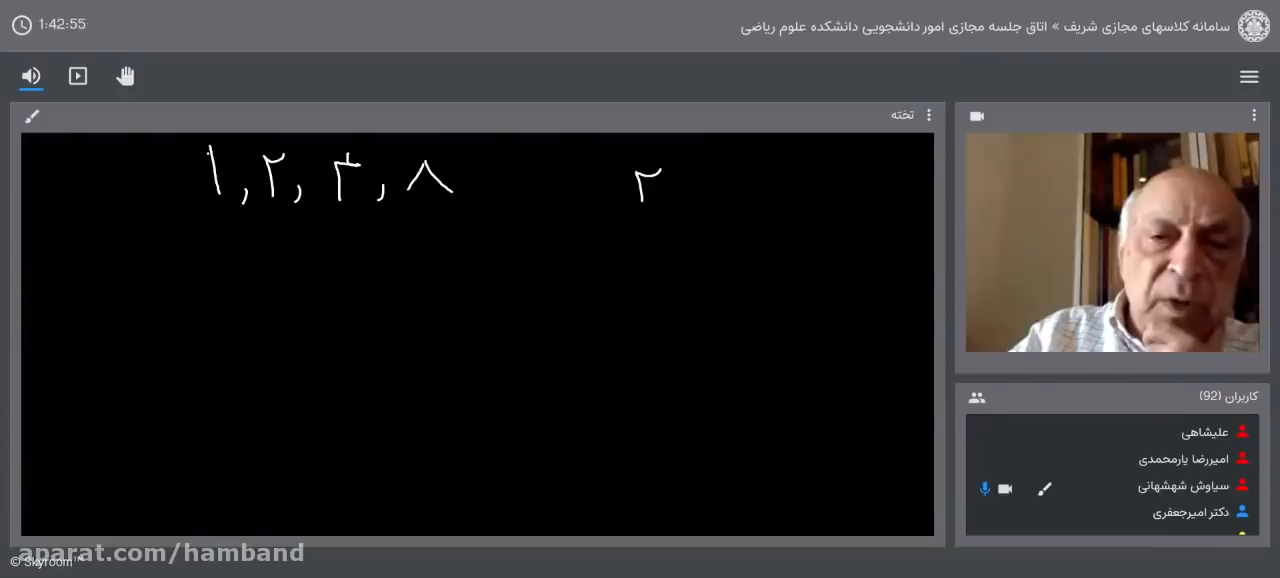 1:42:55
سامانه کلاسهای مجازی شریف » اتاق جلسه مجازی امور دانشجویی دانشکده علوم ریاضی
تخته
۱, ۲, ۴, ۸ ۲
کاربران (92)
علیشاهی
امیررضا یارمحمدی
سیاوش شهشهانی
دکتر امیرجعفری
aparat.com/hamband
© Skyroom™